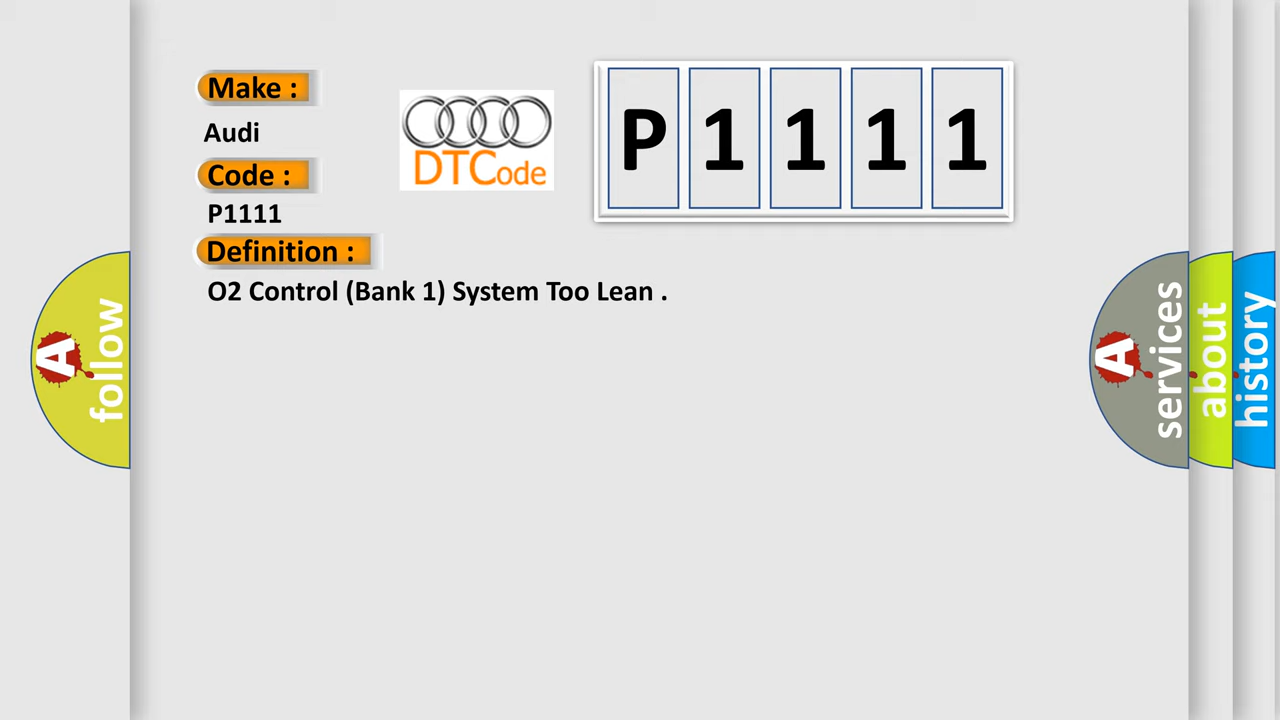 Make :
Audi
Code :
P1111
Definition :
O2 Control (Bank 1) System Too Lean .
DTCode
P 1 1 1 1
A follow
A services
about
history